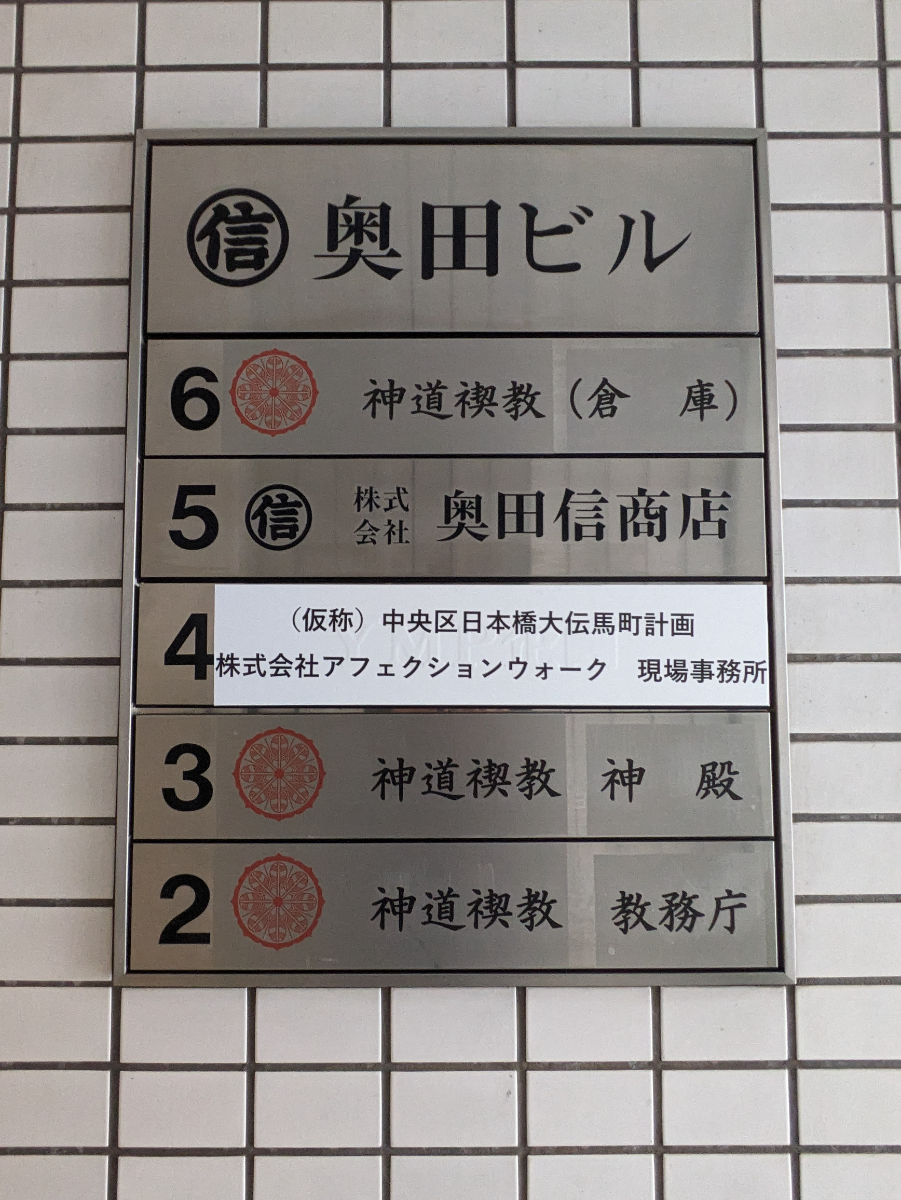 信 奥田ビル
6 神道禊教(倉 庫)
5 信 株式会社 奥田信商店
4 (仮称)中央区日本橋大伝馬町計画
株式会社アフェクションウォーク 現場事務所
3 神道禊教 神 殿
2 神道禊教 教務庁